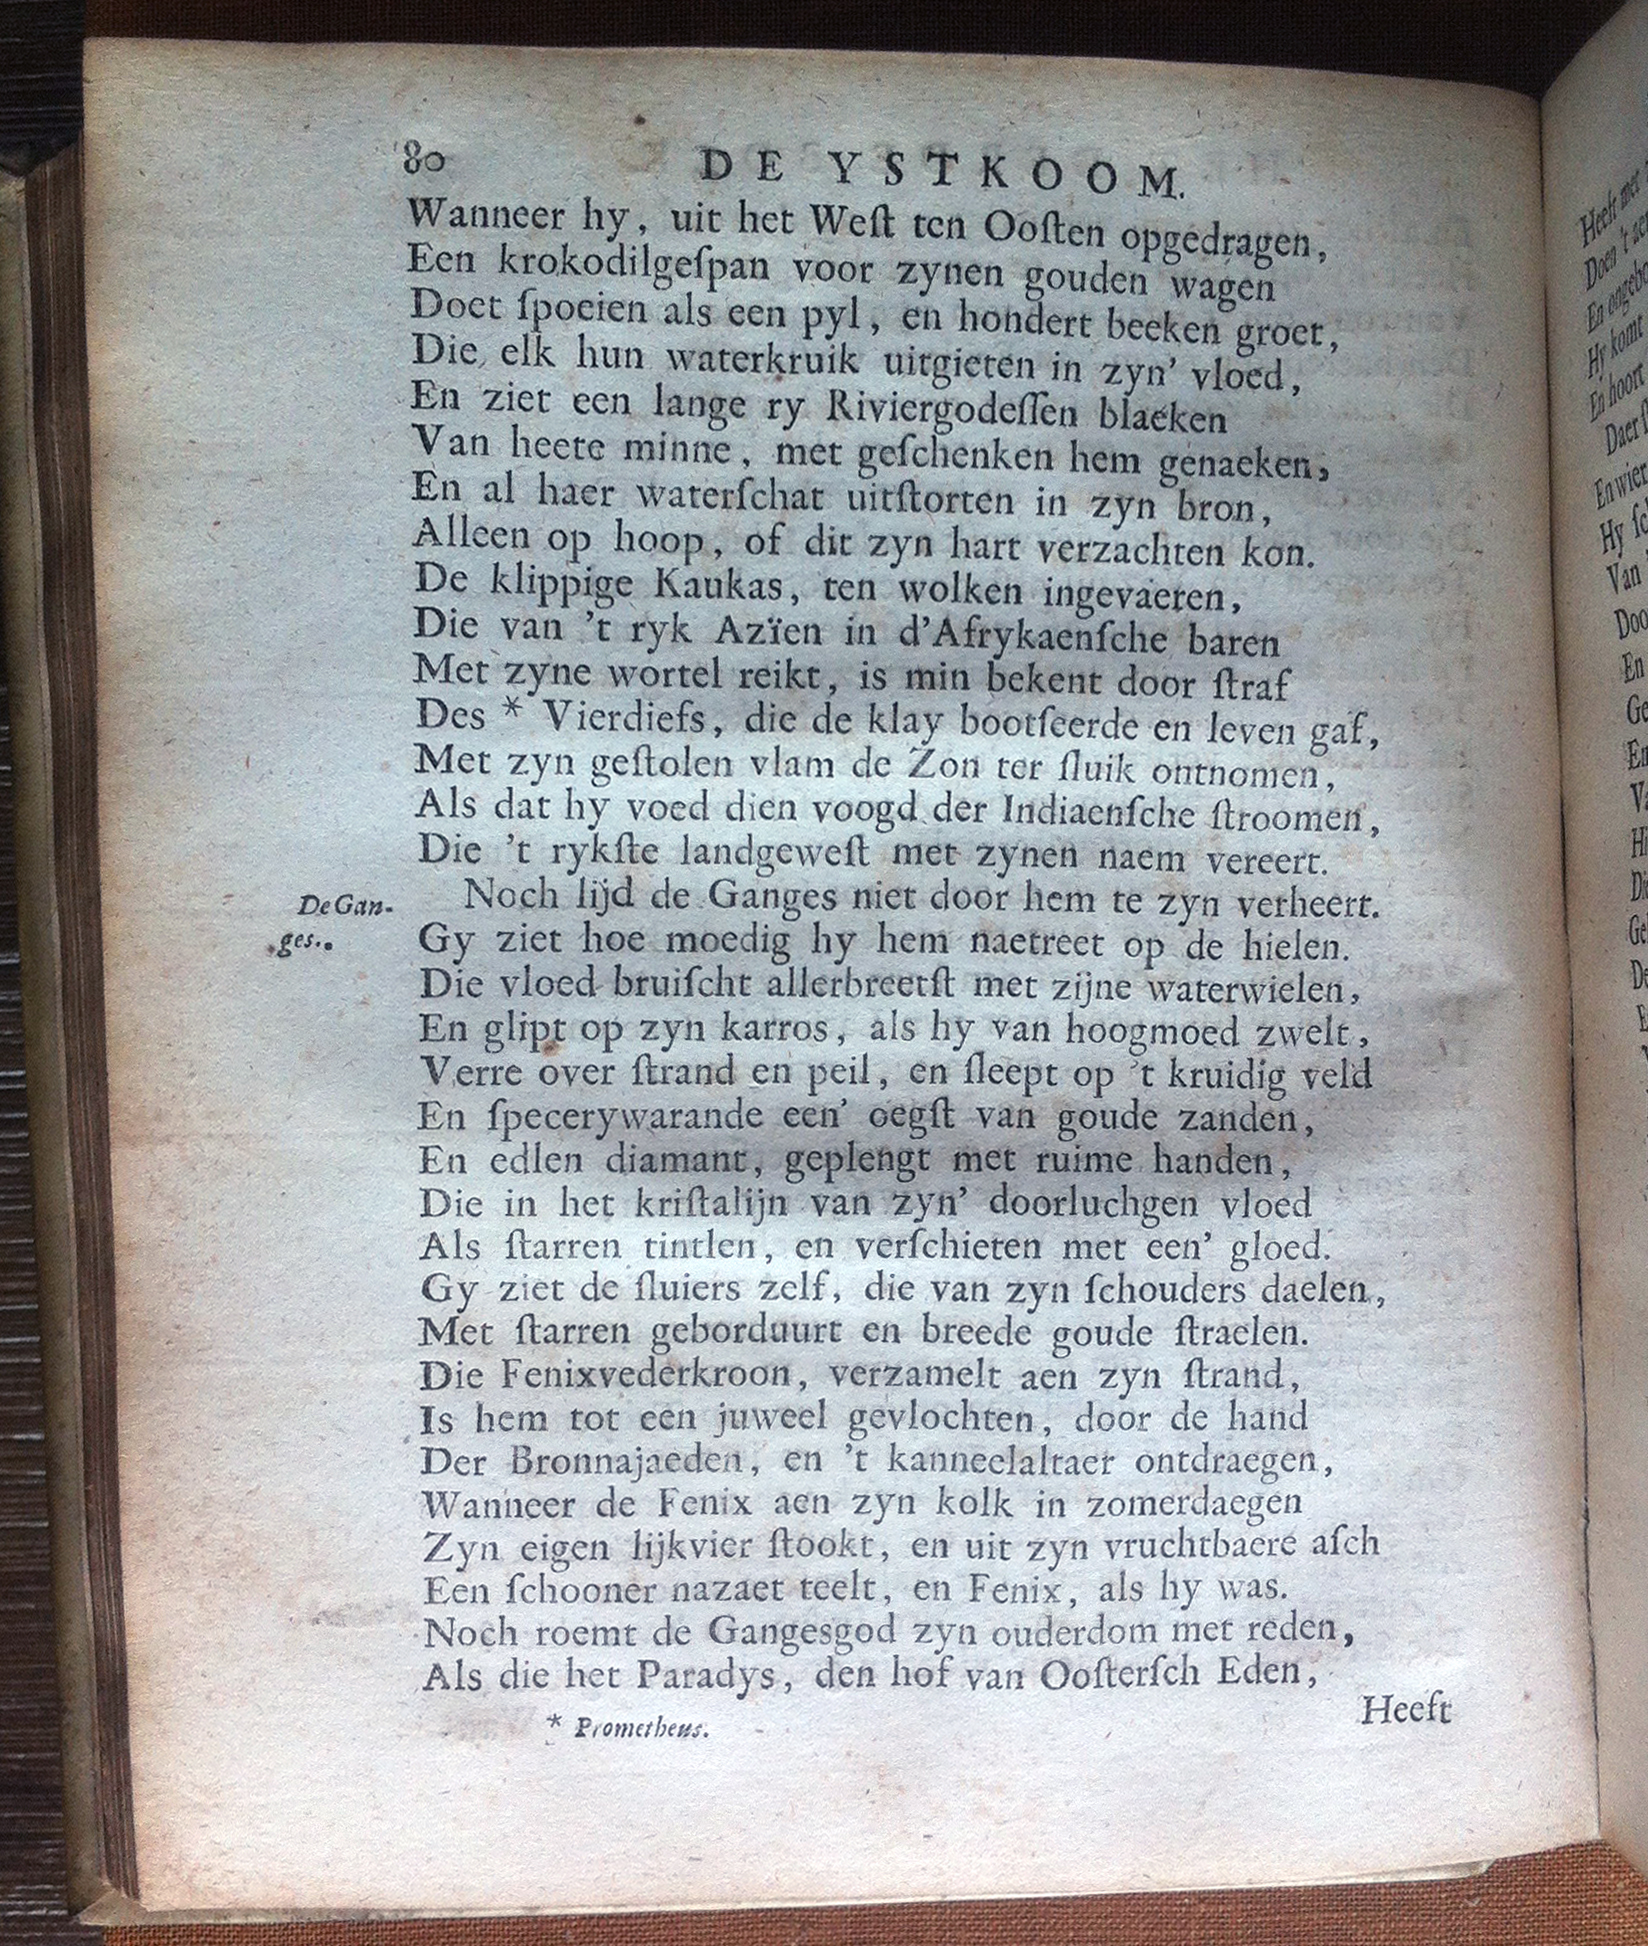 80 DE YSTKOOM.
Wanneer hy, uit het Weſt ten Ooſten opgedragen,
Een krokodilgeſpan voor zynen gouden wagen
Doet ſpoeien als een pyl, en hondert beeken groet,
Die elk hun waterkruik uitgieten in zyn' vloed,
En ziet een lange ry Riviergodeſſen blaeken
Van heete minne, met geſchenken hem genaeken,
En al haer waterſchat uitſtorten in zyn bron,
Alleen op hoop, of dit zyn hart verzachten kon.
De klippige Kaukas, ten wolken ingevaeren,
Die van 't ryk Azïen in d'Afrykaenſche baren
Met zyne wortel reikt, is min bekent door ſtraf
Des * Vierdiefs, die de klay bootſeerde en leven gaf,
Met zyn geſtolen vlam de Zon ter ſluik ontnomen,
Als dat hy voed dien voogd der Indiaenſche ſtroomen,
Die 't rykſte landgeweſt met zynen naem vereert.
De Gan-
ges..
Noch lijd de Ganges niet door hem te zyn verheert.
Gy ziet hoe moedig hy hem naetreet op de hielen.
Die vloed bruiſcht allerbreetſt met zijne waterwielen,
En glipt op zyn karros, als hy van hoogmoed zwelt,
Verre over ſtrand en peil, en ſleept op 't kruidig veld
En ſpecerywarande een' oegſt van goude zanden,
En edlen diamant, geplengt met ruime handen,
Die in het kriſtalijn van zyn' doorluchgen vloed
Als ſtarren tintlen, en verſchieten met een' gloed.
Gy ziet de ſluiers zelf, die van zyn ſchouders daelen,
Met ſtarren geborduurt en breede goude ſtraelen.
Die Fenixvederkroon, verzamelt aen zyn ſtrand,
Is hem tot een juweel gevlochten, door de hand
Der Bronnajaeden, en 't kanneelaltaer ontdraegen,
Wanneer de Fenix aen zyn kolk in zomerdaegen
Zyn eigen lijkvier ſtookt, en uit zyn vruchtbaere aſch
Een ſchooner nazaet teelt, en Fenix, als hy was.
Noch roemt de Gangesgod zyn ouderdom met reden,
Als die het Paradys, den hof van Ooſterſch Eden,
Heeft
* Prometheus.
Heeft met
Doen 't
Hy komt
En hoort
Daer
En wier
Van
En